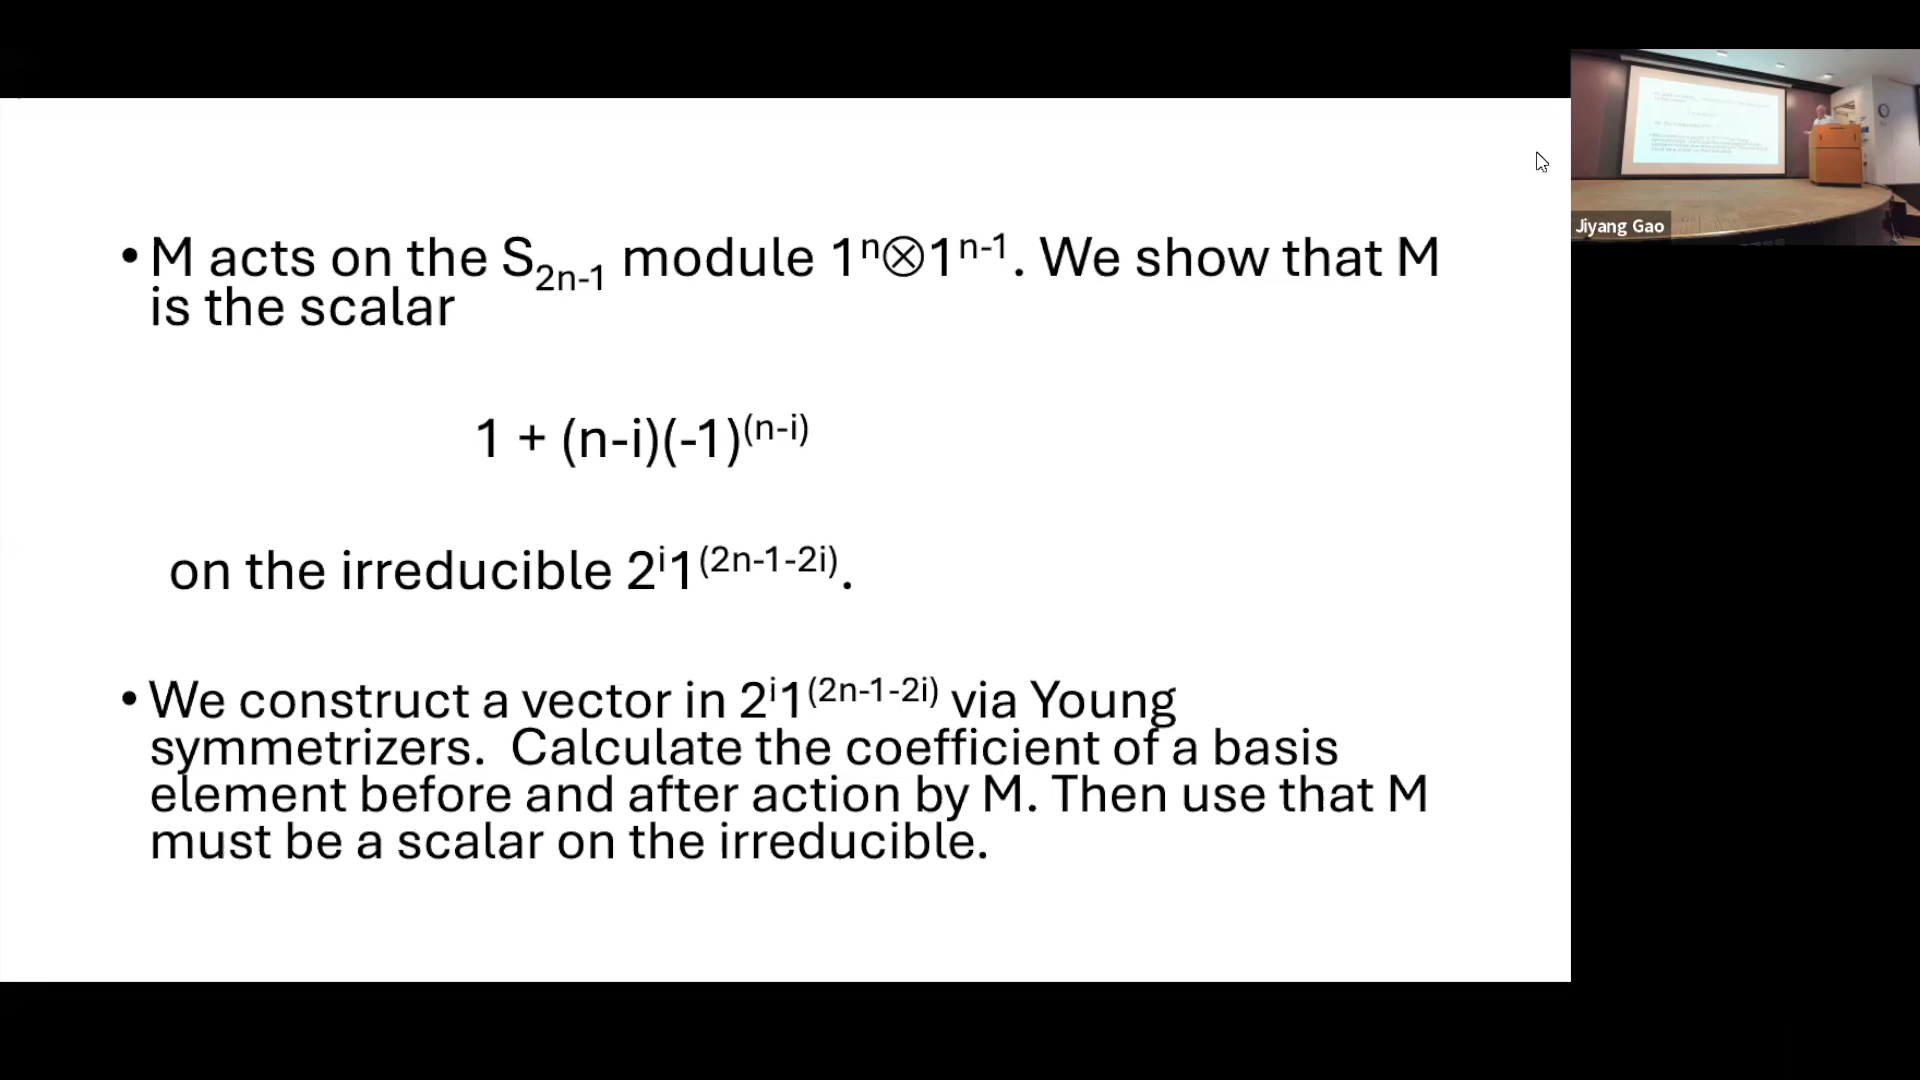 • M acts on the S₂ₙ₋₁ module 1ⁿ⊗1ⁿ⁻¹. We show that M
is the scalar
1 + (n-i)(-1)⁽ⁿ⁻ⁱ⁾
on the irreducible 2ⁱ1⁽²ⁿ⁻¹⁻²ⁱ⁾.
• We construct a vector in 2ⁱ1⁽²ⁿ⁻¹⁻²ⁱ⁾ via Young
symmetrizers. Calculate the coefficient of a basis
element before and after action by M. Then use that M
must be a scalar on the irreducible.
Jiyang Gao